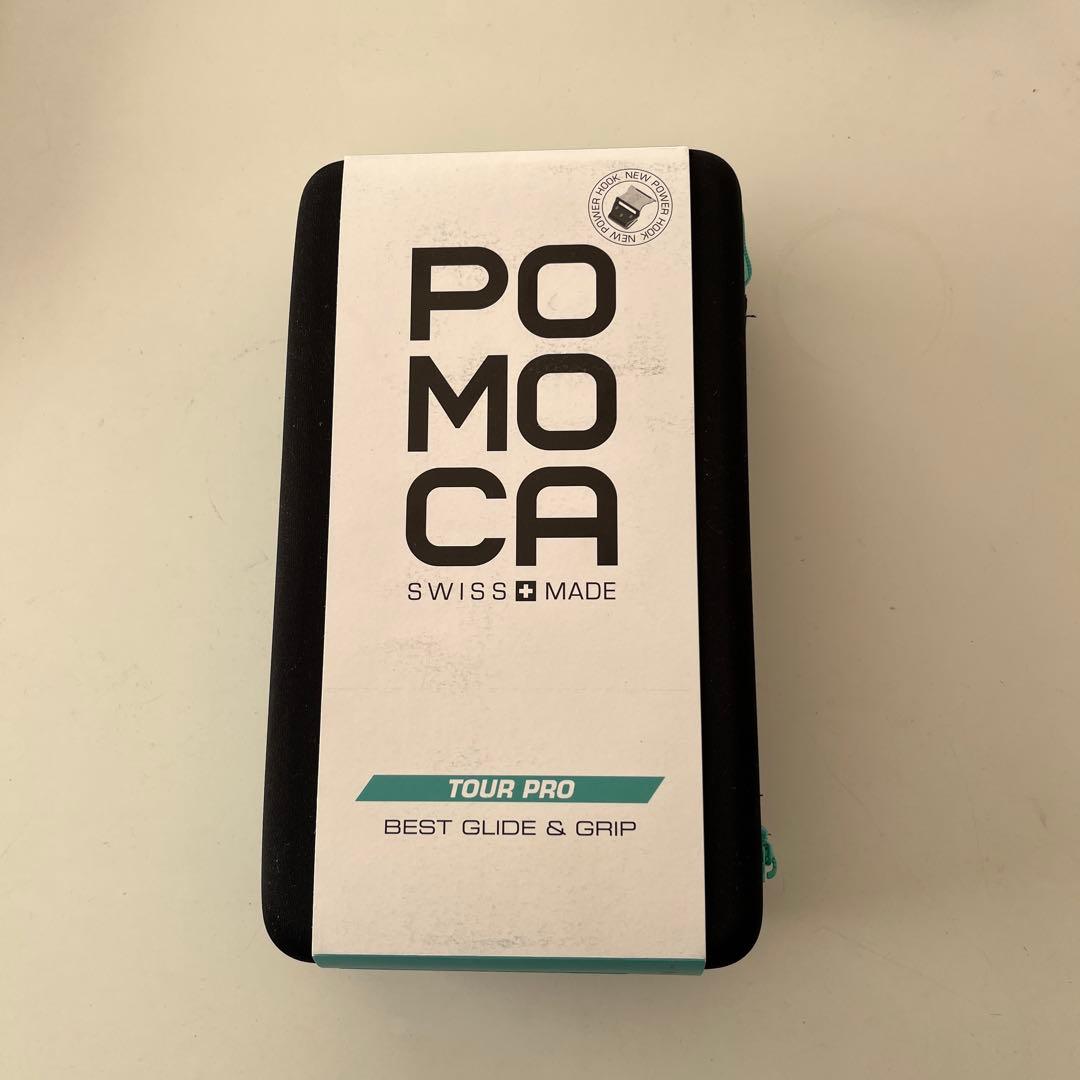 NEW POWER HOOK NEW POWER HOOK
PO
MO
CA
SWISS MADE
TOUR PRO
BEST GLIDE & GRIP